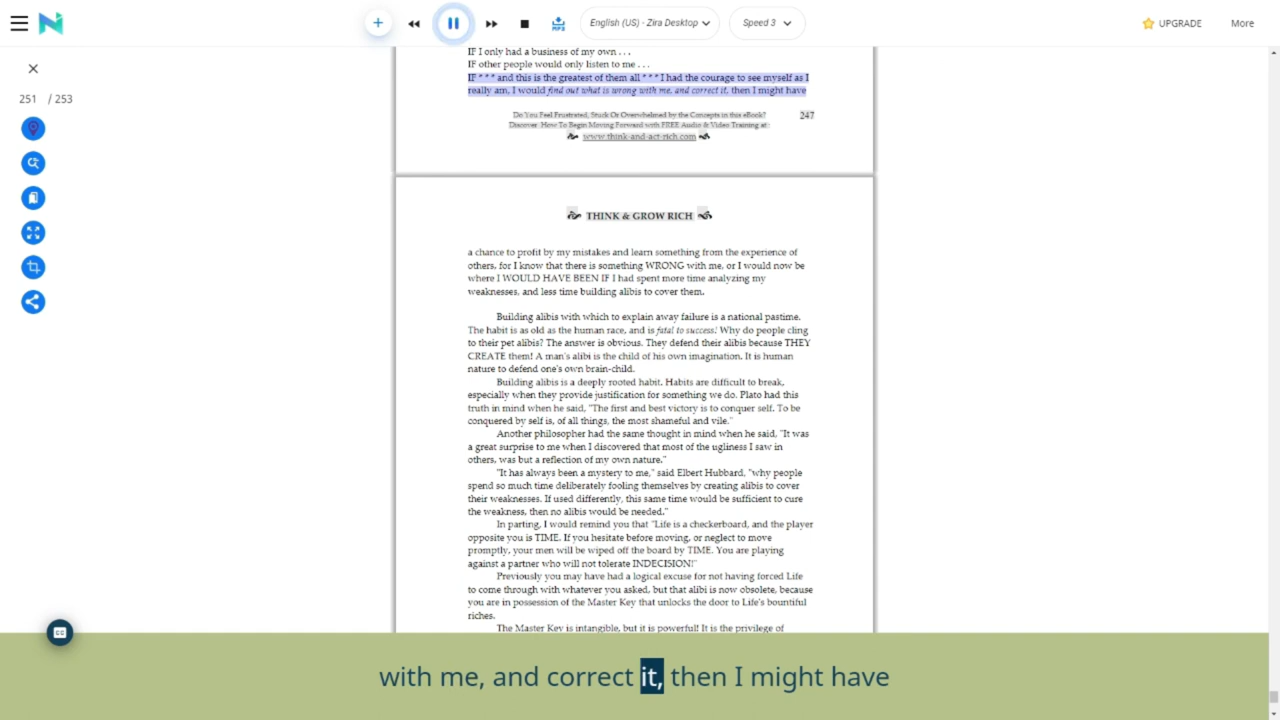 English (US) - Zira Desktop
Speed 3
UPGRADE
More
251 / 253
IF I only had a business of my own . . .
IF other people would only listen to me . . .
IF * * * and this is the greatest of them all * * * I had the courage to see myself as I
really am, I would find out what is wrong with me, and correct it, then I might have
Do You Feel Frustrated, Stuck Or Overwhelmed by the Concepts in this eBook?
247
Discover How To Begin Moving Forward with FREE Audio & Video Training at:
www.think-and-act-rich.com
THINK & GROW RICH
a chance to profit by my mistakes and learn something from the experience of
others, for I know that there is something WRONG with me, or I would now be
where I WOULD HAVE BEEN IF I had spent more time analyzing my
weaknesses, and less time building alibis to cover them.
Building alibis with which to explain away failure is a national pastime.
The habit is as old as the human race, and is fatal to success! Why do people cling
to their pet alibis? The answer is obvious. They defend their alibis because THEY
CREATE them! A man's alibi is the child of his own imagination. It is human
nature to defend one's own brain-child.
Building alibis is a deeply rooted habit. Habits are difficult to break,
especially when they provide justification for something we do. Plato had this
truth in mind when he said, "The first and best victory is to conquer self. To be
conquered by self is, of all things, the most shameful and vile."
Another philosopher had the same thought in mind when he said, "It was
a great surprise to me when I discovered that most of the ugliness I saw in
others, was but a reflection of my own nature."
"It has always been a mystery to me," said Elbert Hubbard, "why people
spend so much time deliberately fooling themselves by creating alibis to cover
their weaknesses. If used differently, this same time would be sufficient to cure
the weakness, then no alibis would be needed."
In parting, I would remind you that "Life is a checkerboard, and the player
opposite you is TIME. If you hesitate before moving, or neglect to move
promptly, your men will be wiped off the board by TIME. You are playing
against a partner who will not tolerate INDECISION!"
Previously you may have had a logical excuse for not having forced Life
to come through with whatever you asked, but that alibi is now obsolete, because
you are in possession of the Master Key that unlocks the door to Life's bountiful
riches.
The Master Key is intangible, but it is powerful! It is the privilege of
CC
with me, and correct it, then I might have